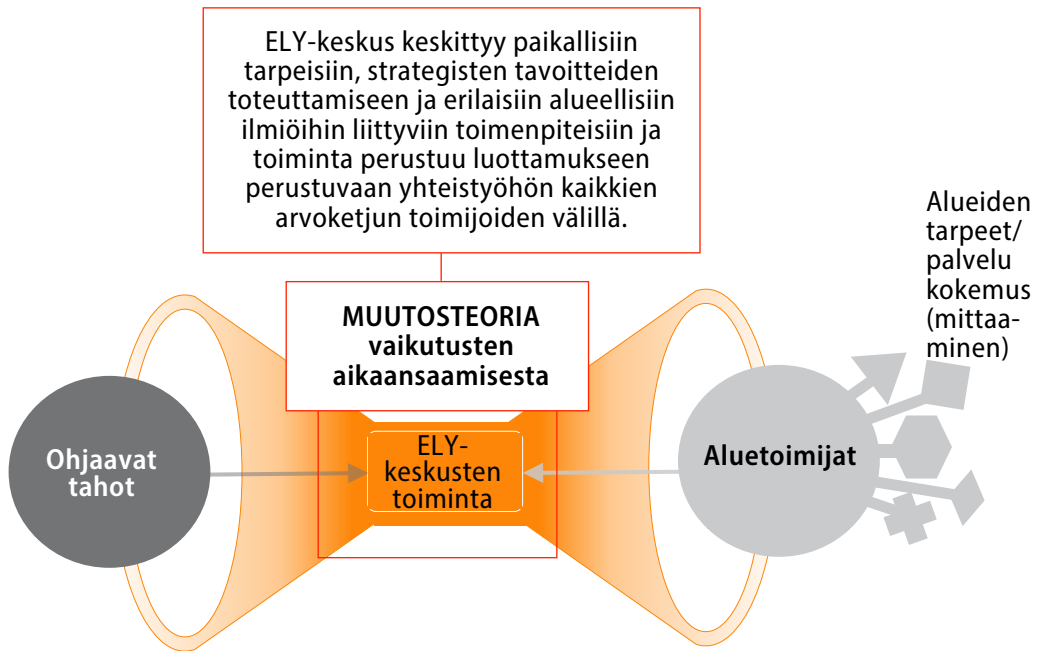 ELY-keskus keskittyy paikallisiin
tarpeisiin, strategisten tavoitteiden
toteuttamiseen ja erilaisiin alueellisiin
ilmiöihin liittyviin toimenpiteisiin ja
toiminta perustuu luottamukseen
perustuvaan yhteistyöhön kaikkien
arvoketjun toimijoiden välillä.
Alueiden
tarpeet/
palvelu
kokemus
(mittaa-
minen)
MUUTOSTEORIA
vaikutusten
aikaansaamisesta
Ohjaavat
tahot
ELY-
keskusten
toiminta
Aluetoimijat